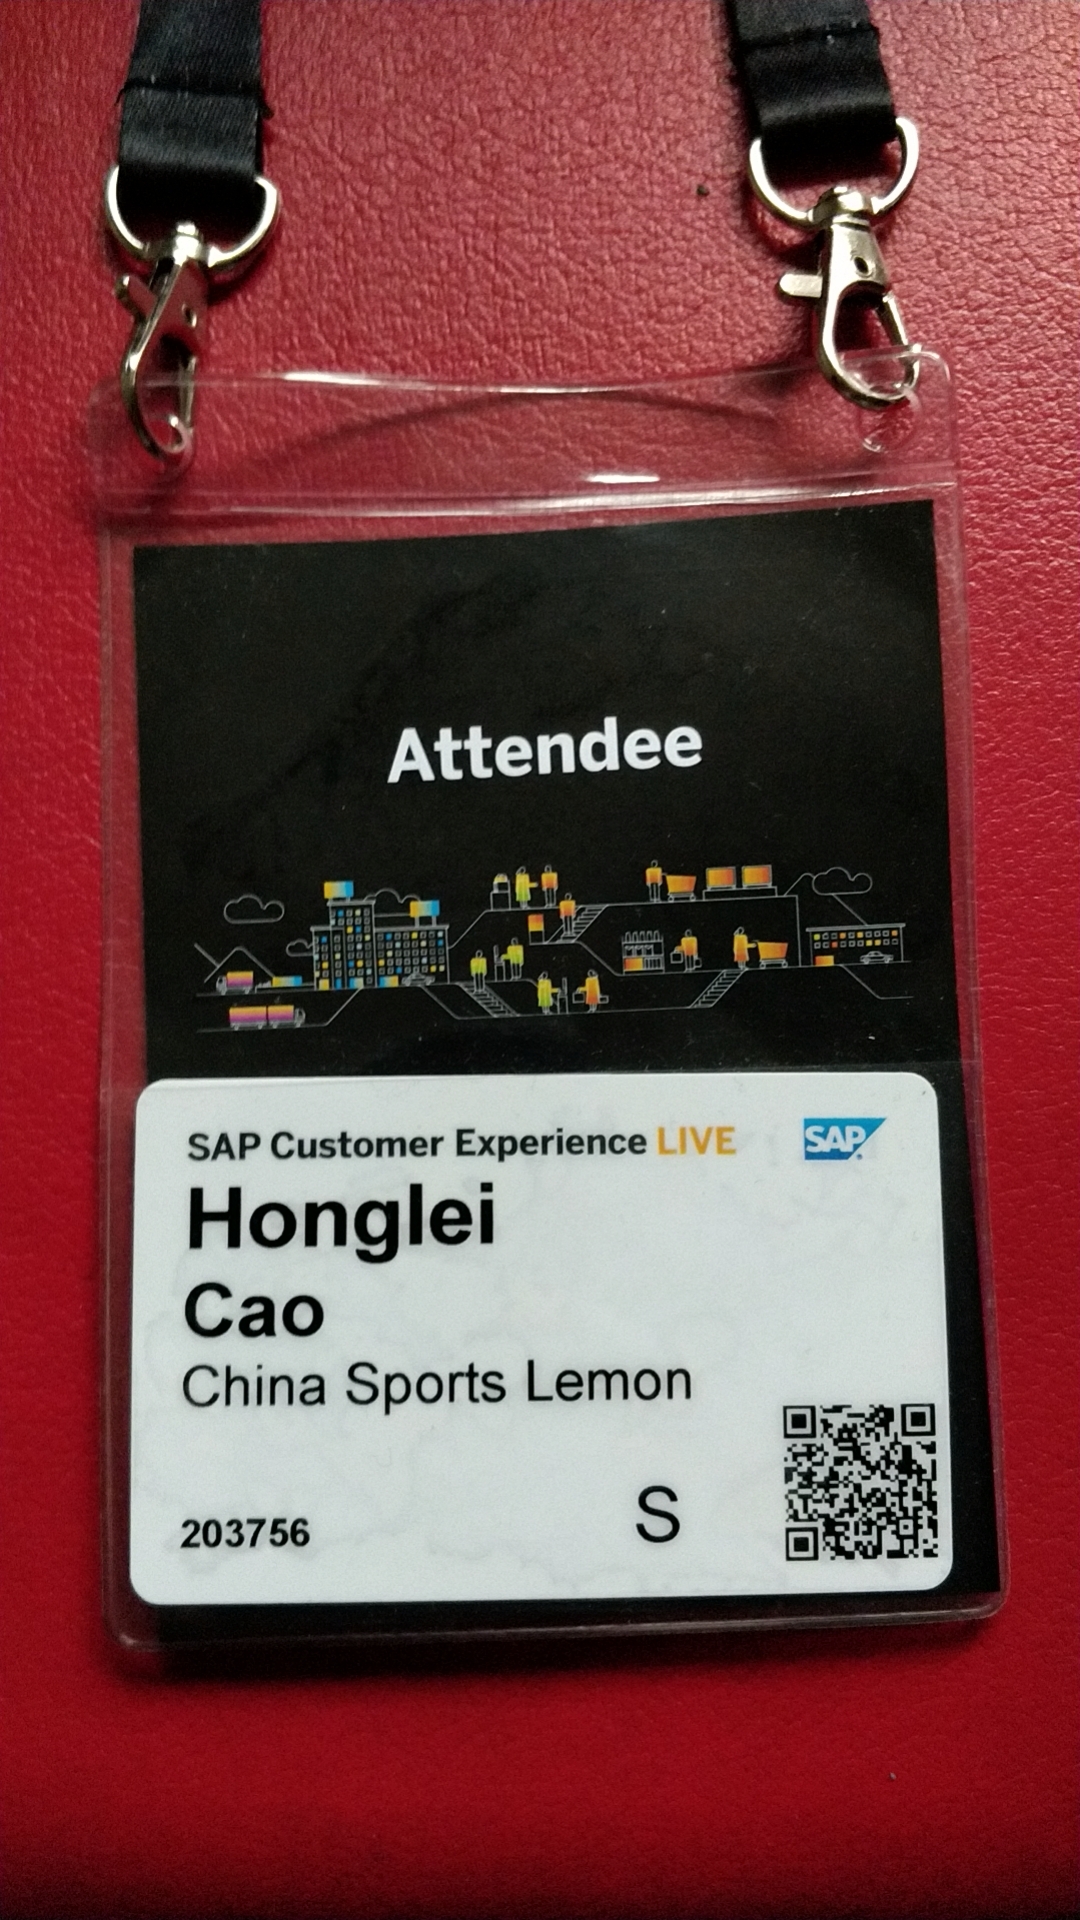 Attendee
SAP Customer Experience LIVE SAP
Honglei
Cao
China Sports Lemon
203756 S